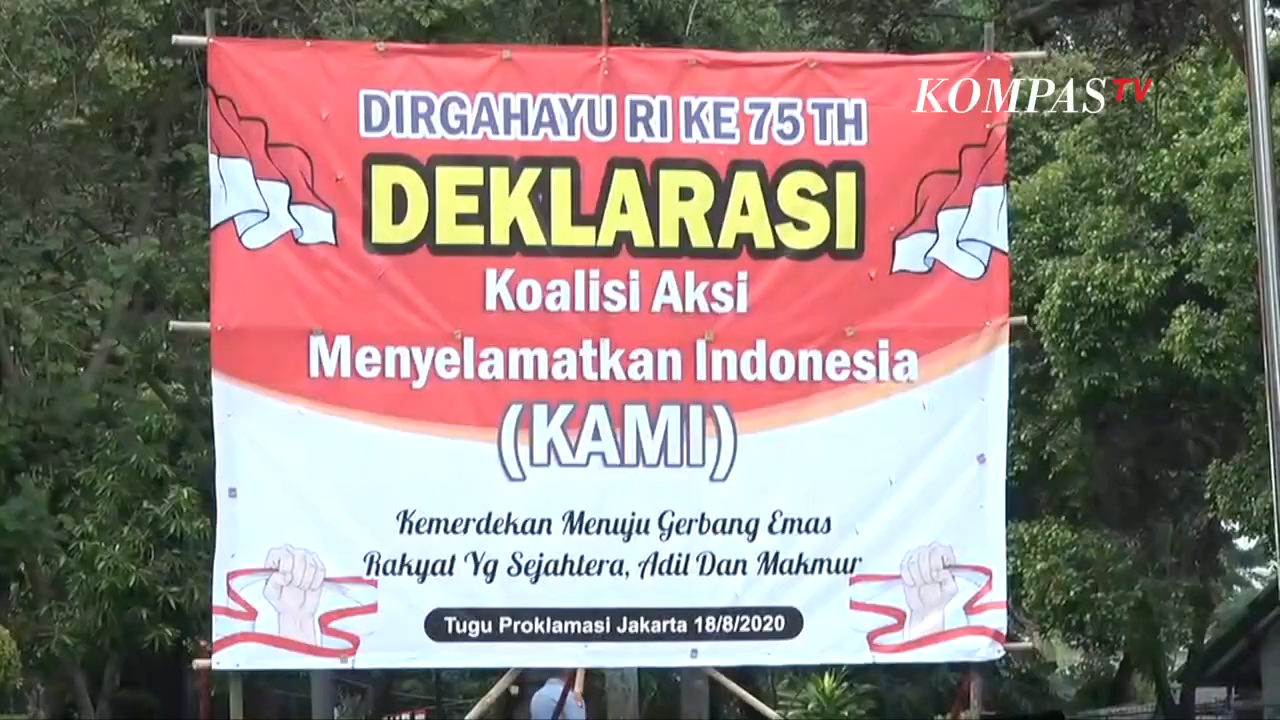 KOMPASTV
DIRGAHAYU RI KE 75 TH
DEKLARASI
Koalisi Aksi
Menyelamatkan Indonesia
(KAMI)
Kemerdekan Menuju Gerbang Emas
Rakyat Yg Sejahtera, Adil Dan Makmur
Tugu Proklamasi Jakarta 18/8/2020